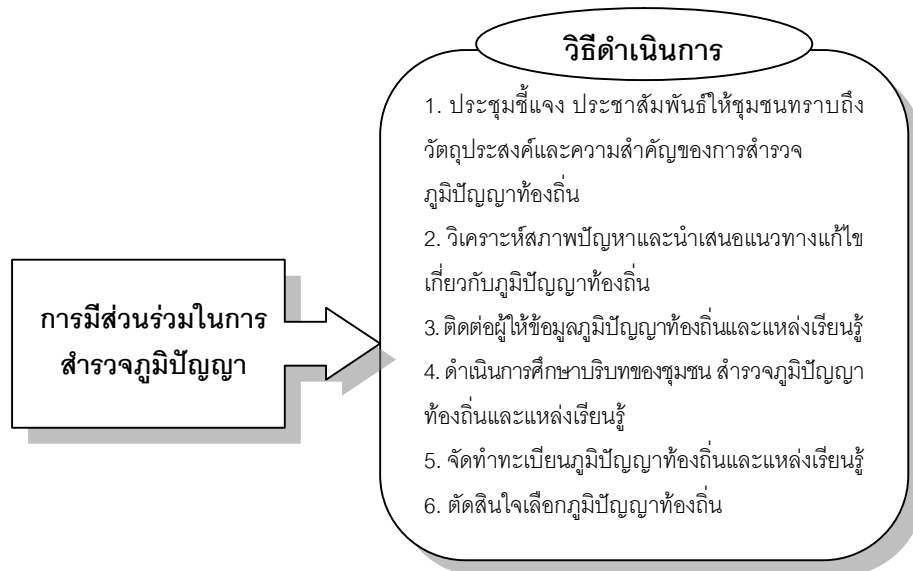 วิธีดำเนินการ
1. ประชุมชี้แจง ประชาสัมพันธ์ให้ชุมชนทราบถึง
วัตถุประสงค์และความสำคัญของการสำรวจ
ภูมิปัญญาท้องถิ่น
2. วิเคราะห์สภาพปัญหาและนำเสนอแนวทางแก้ไข
เกี่ยวกับภูมิปัญญาท้องถิ่น
3. ติดต่อผู้ให้ข้อมูลภูมิปัญญาท้องถิ่นและแหล่งเรียนรู้
4. ดำเนินการศึกษาบริบทของชุมชน สำรวจภูมิปัญญา
ท้องถิ่นและแหล่งเรียนรู้
5. จัดทำทะเบียนภูมิปัญญาท้องถิ่นและแหล่งเรียนรู้
6. ตัดสินใจเลือกภูมิปัญญาท้องถิ่น
การมีส่วนร่วมในการ
สำรวจภูมิปัญญา